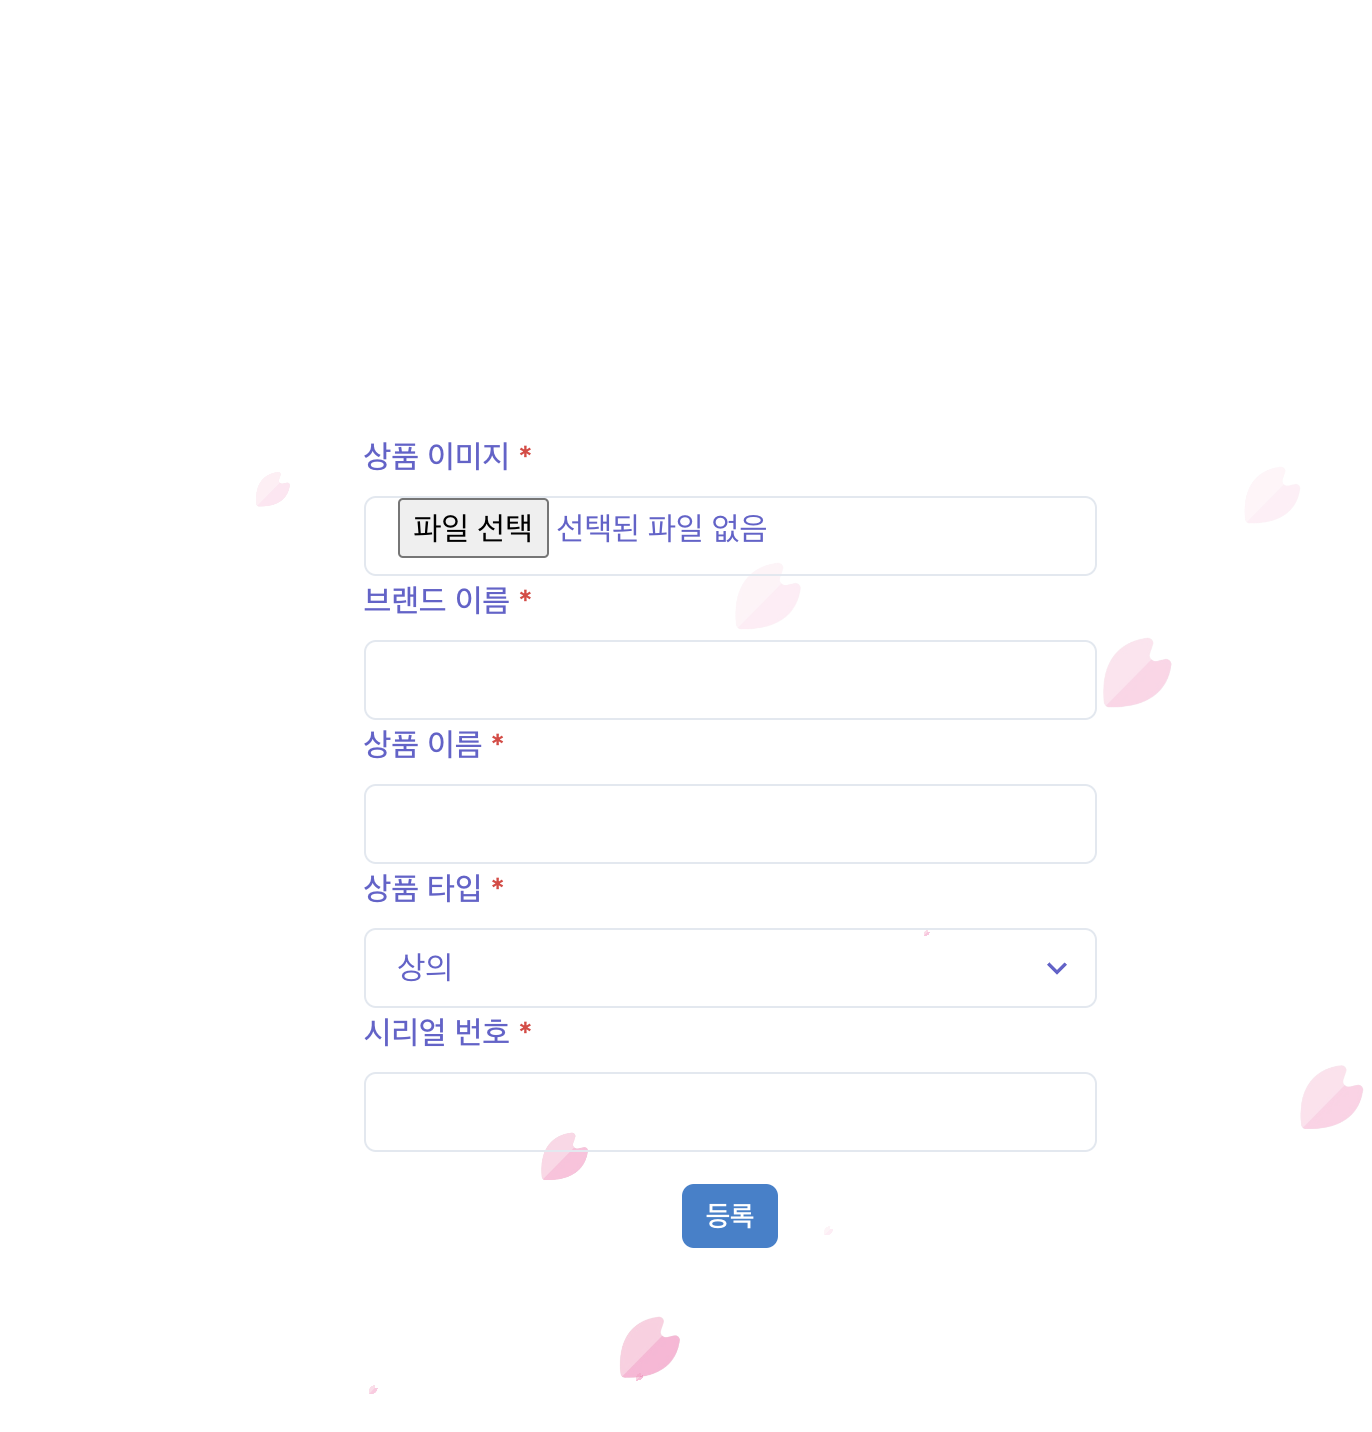 상품 이미지 *
파일 선택 선택된 파일 없음
브랜드 이름 *
상품 이름 *
상품 타입 *
상의
시리얼 번호 *
등록